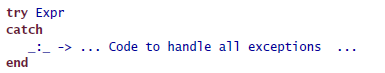 try Expr
catch
   _:_ -> ... Code to handle all exceptions  ...
end